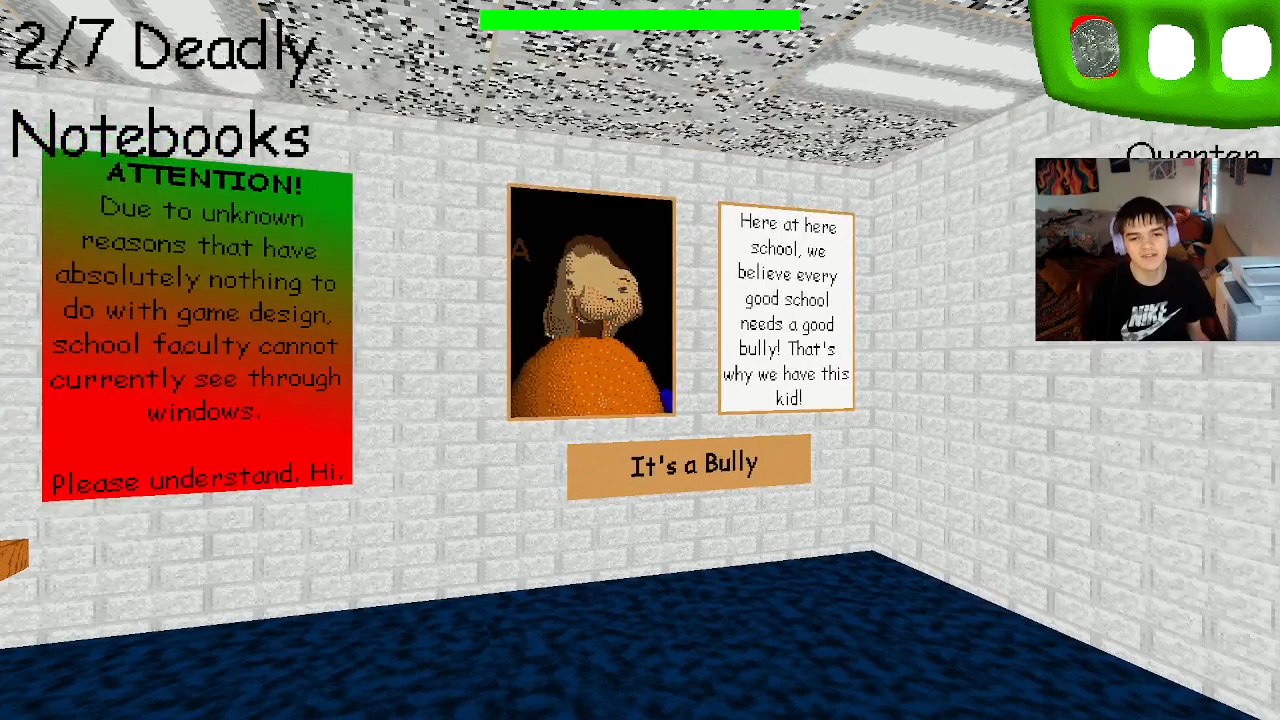 2/7 Deadly
Notebooks
Quarter
ATTENTION!
Due to unknown
reasons that have
absolutely nothing to
do with game design,
school faculty cannot
currently see through
windows.
Please understand. Hi.
A
Here at here
school, we
believe every
good school
needs a good
bully! That's
why we have this
kid!
It's a Bully
NIKE